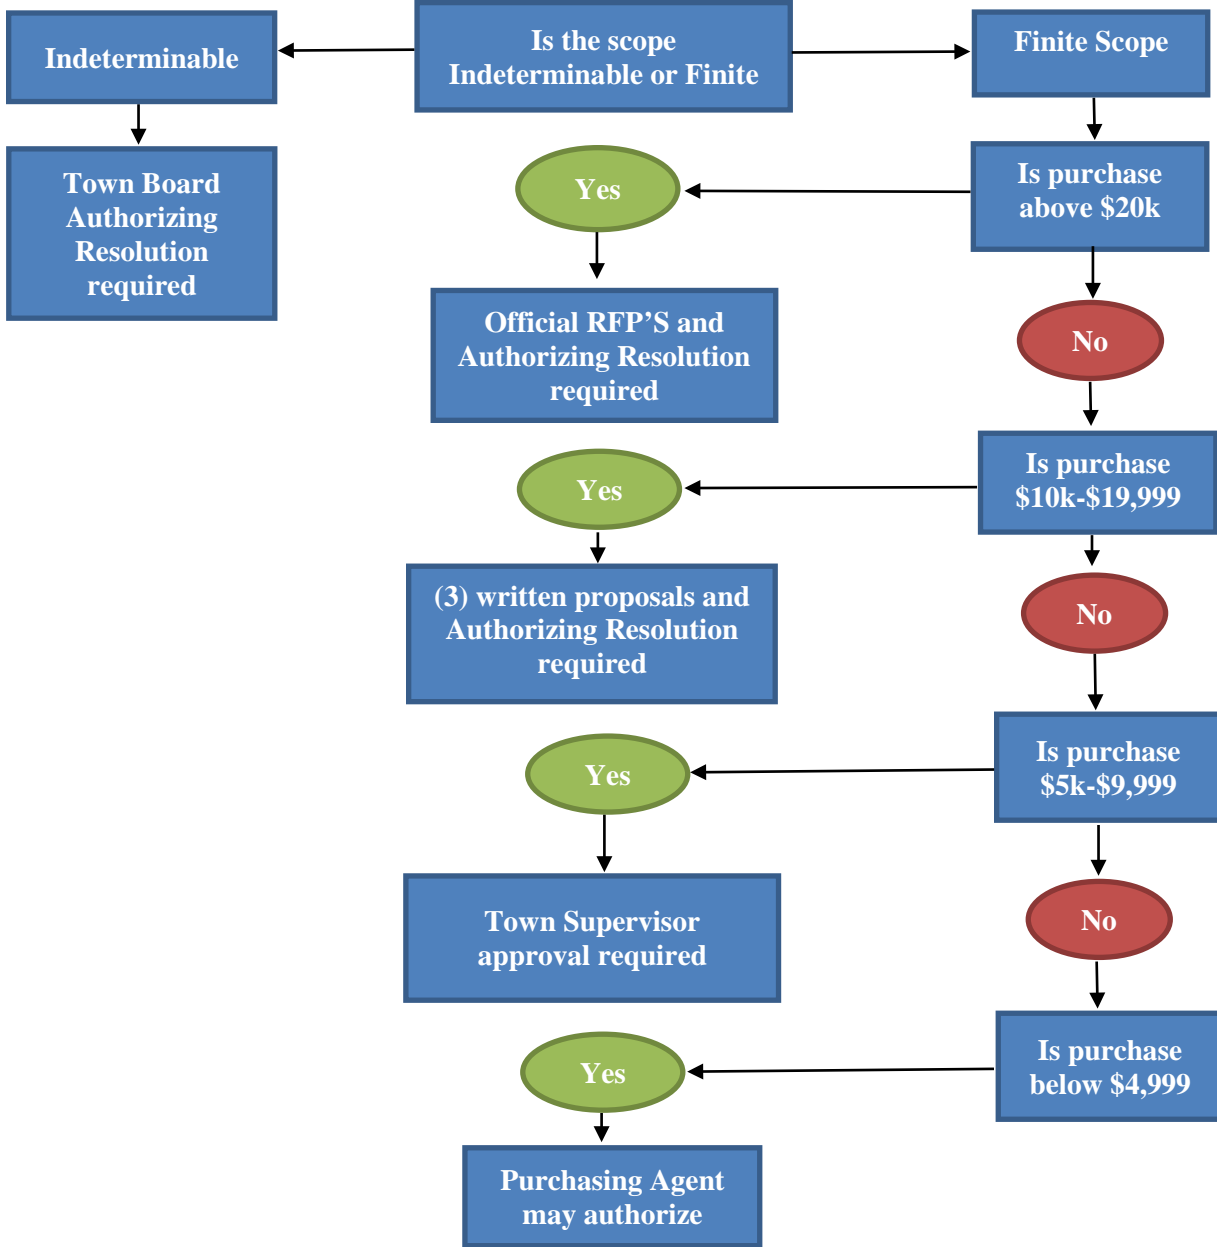 Is the scope
Indeterminable or Finite
Indeterminable
Finite Scope
Town Board
Authorizing
Resolution
required
Is purchase
above $20k
Yes
Official RFP’S and
Authorizing Resolution
required
No
Is purchase
$10k-$19,999
Yes
(3) written proposals and
Authorizing Resolution
required
No
Is purchase
$5k-$9,999
Yes
Town Supervisor
approval required
No
Is purchase
below $4,999
Yes
Purchasing Agent
may authorize